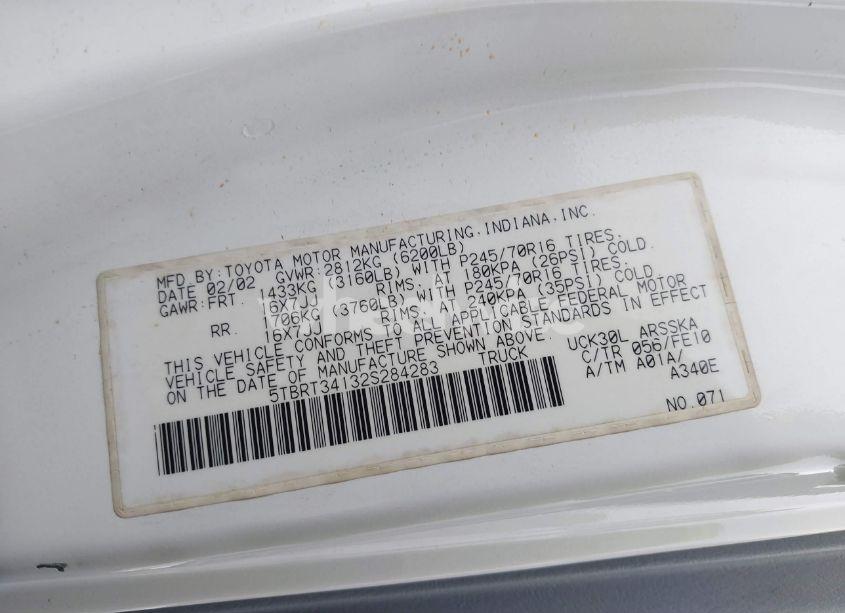 MFD BY:TOYOTA MOTOR MANUFACTURING,INDIANA,INC.
DATE 02/02 GVWR:2812KG (6200LB)
GAWR:FRT 1433KG (3160LB) WITH P245/70R16 TIRES,
16X7JJ RIMS, AT 180KPA (26PSI) COLD.
RR. 1706KG (3760LB) WITH P245/70R16 TIRES,
16X7JJ RIMS, AT 240KPA (35PSI) COLD.
THIS VEHICLE CONFORMS TO ALL APPLICABLE FEDERAL MOTOR
VEHICLE SAFETY AND THEFT PREVENTION STANDARDS IN EFFECT
ON THE DATE OF MANUFACTURE SHOWN ABOVE.
5TBRT34132S284283 TRUCK
UCK30L ARSSKA
C/TR 056/FE10
A/TM A01A/
A340E
NO.071